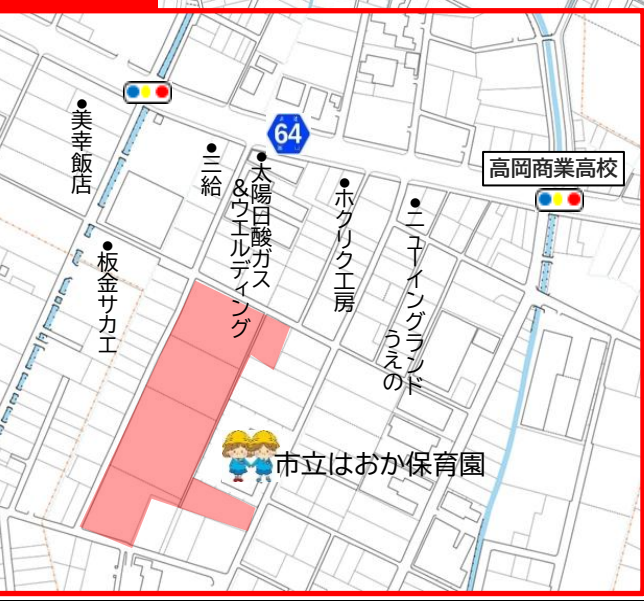 64
高岡商業高校
美幸飯店
三給
太陽日酸ガス
&ウエルディング
ホクリク工房
ニューイングランド
うえの
板金サカエ
市立はおか保育園